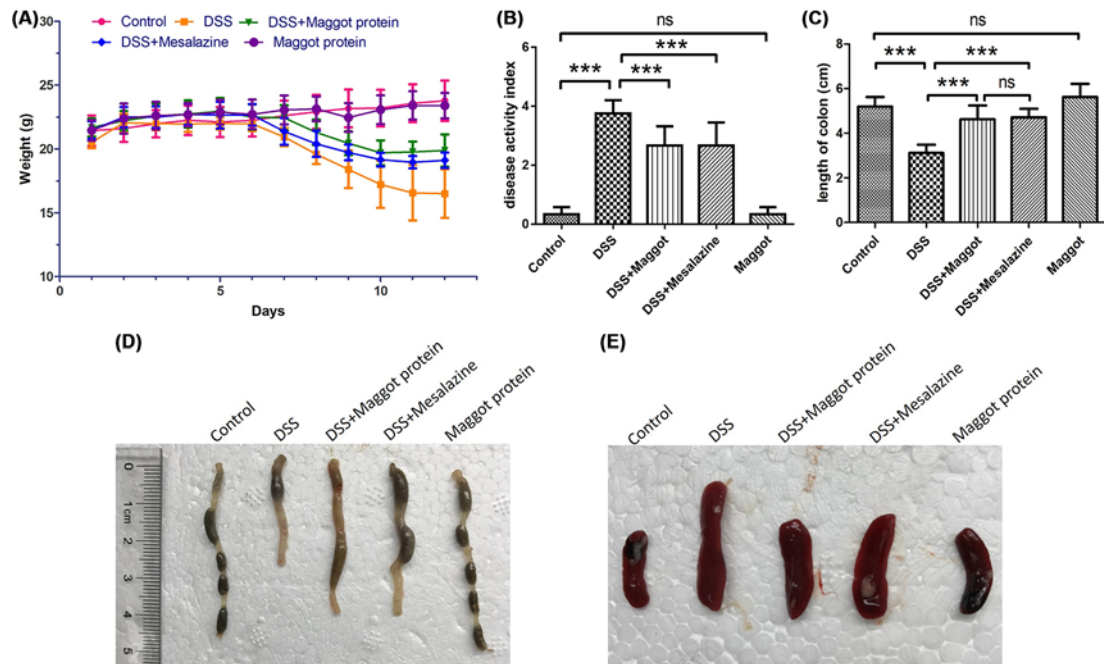 (A)
Control DSS DSS+Maggot protein
DSS+Mesalazine Maggot protein
Weight (g)
30
25
20
15
10
0 5 10
Days
(B)
ns
***
*** ***
disease activity index
6
4
2
0
Control
DSS
DSS+Maggot
DSS+Mesalazine
Maggot
(C)
ns
*** ***
*** ns
length of colon (cm)
8
6
4
2
0
Control
DSS
DSS+Maggot
DSS+Mesalazine
Maggot
(D)
Control
DSS
DSS+Maggot protein
DSS+Mesalazine
Maggot protein
0
1cm
2
3
4
5
(E)
Control
DSS
DSS+Maggot protein
DSS+Mesalazine
Maggot protein